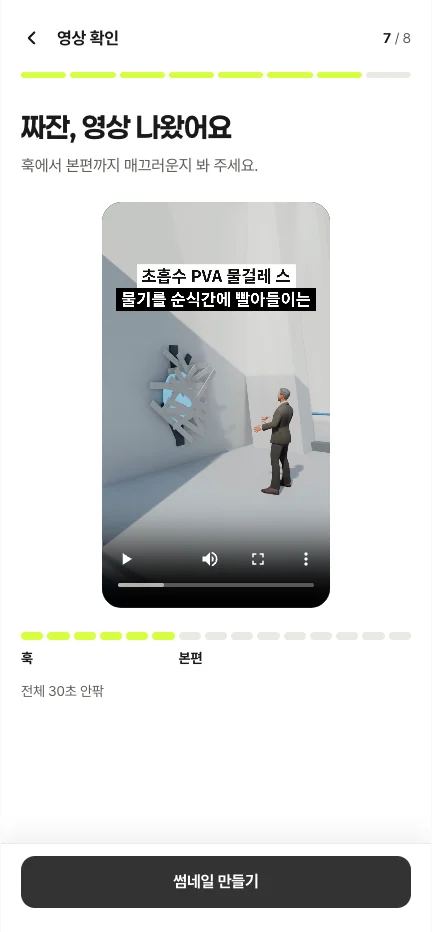 영상 확인
7 / 8
짜잔, 영상 나왔어요
훅에서 본편까지 매끄러운지 봐 주세요.
초흡수 PVA 물걸레 스
물기를 순식간에 빨아들이는
훅
본편
전체 30초 안팎
썸네일 만들기